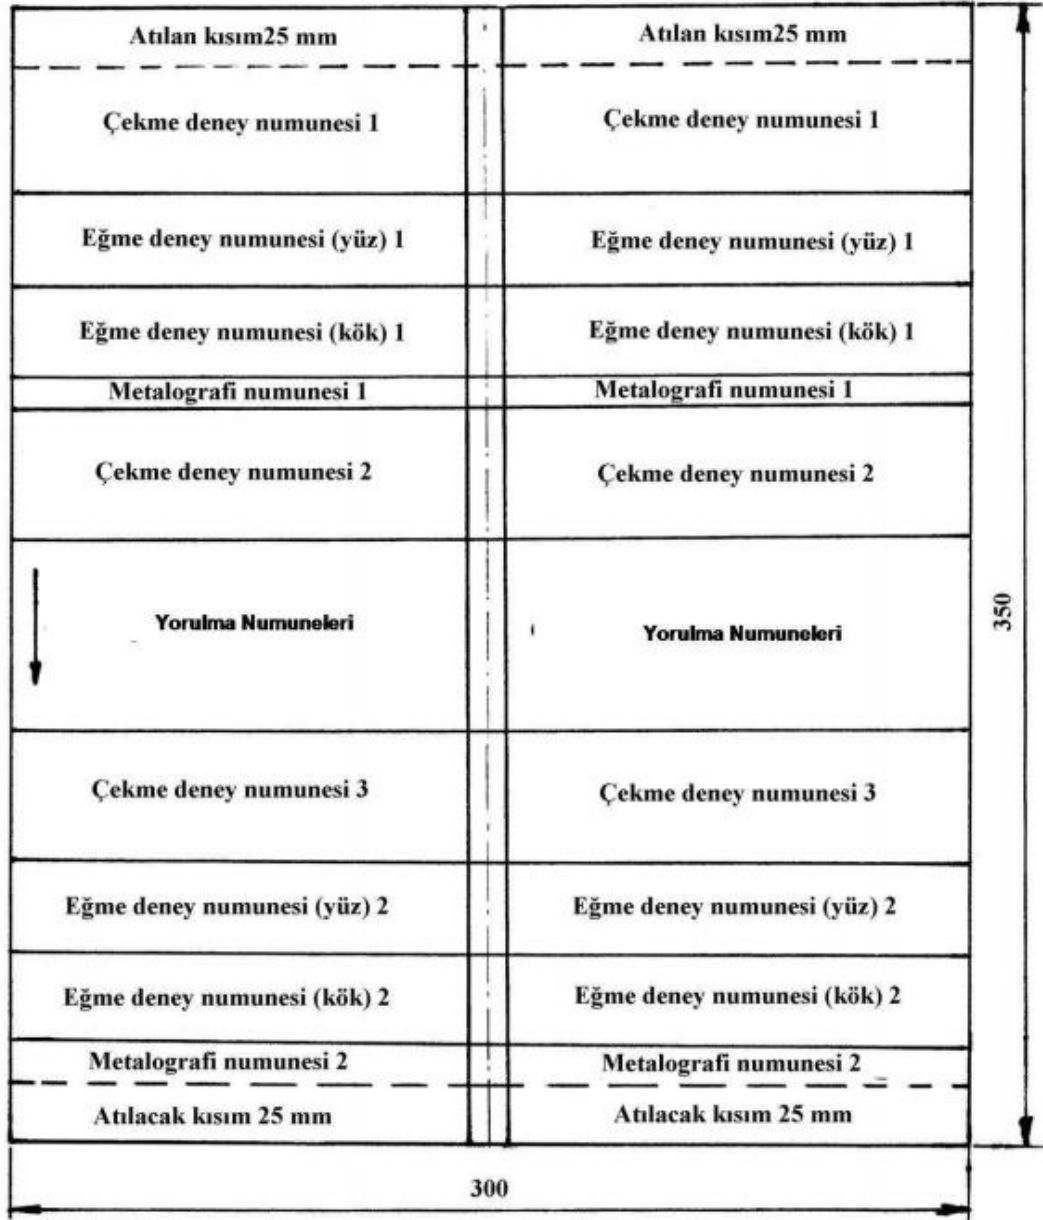 Atılan kısım25 mm
Atılan kısım25 mm
Çekme deney numunesi 1
Çekme deney numunesi 1
Eğme deney numunesi (yüz) 1
Eğme deney numunesi (yüz) 1
Eğme deney numunesi (kök) 1
Eğme deney numunesi (kök) 1
Metalografi numunesi 1
Metalografi numunesi 1
Çekme deney numunesi 2
Çekme deney numunesi 2
Yorulma Numuneleri
Yorulma Numuneleri
350
Çekme deney numunesi 3
Çekme deney numunesi 3
Eğme deney numunesi (yüz) 2
Eğme deney numunesi (yüz) 2
Eğme deney numunesi (kök) 2
Eğme deney numunesi (kök) 2
Metalografi numunesi 2
Metalografi numunesi 2
Atılacak kısım 25 mm
Atılacak kısım 25 mm
300